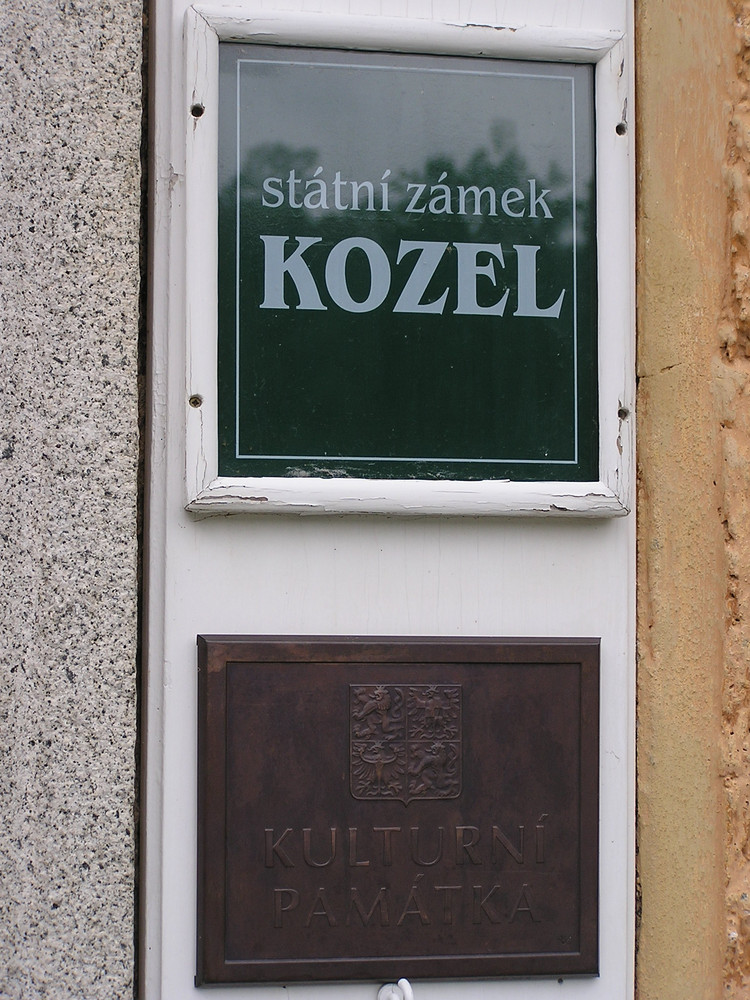 státní zámek
KOZEL
KULTURNÍ
PAMÁTKA